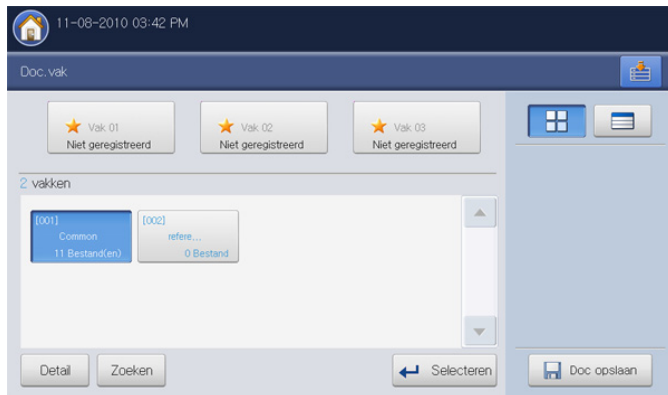 11-08-2010 03:42 PM
Doc. vak
Vak 01
Niet geregistreerd
Vak 02
Niet geregistreerd
Vak 03
Niet geregistreerd
2 vakken
[001]
Common
11 Bestand(en)
[002]
refere...
0 Bestand
Detail
Zoeken
Selecteren
Doc opslaan